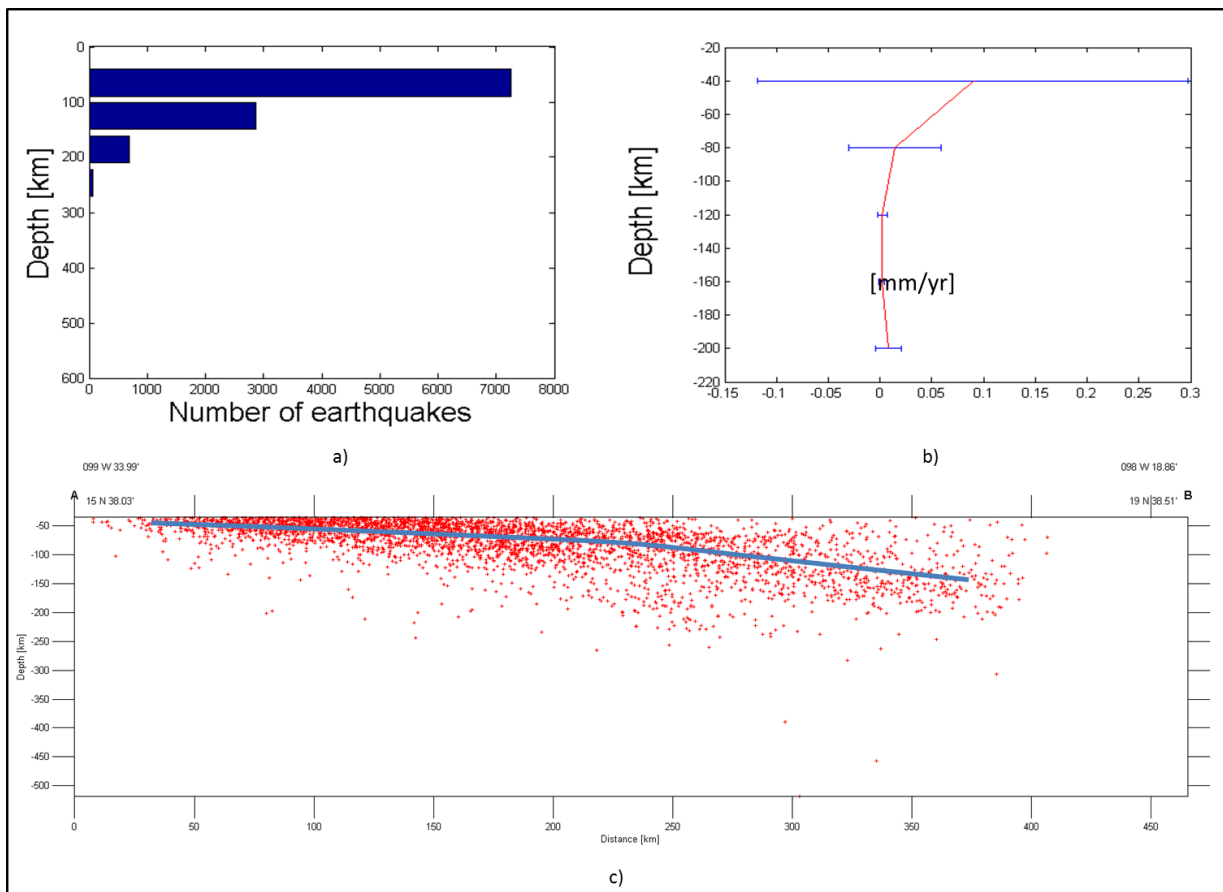 0
100
200
300
400
500
600
Depth [km]
0 1000 2000 3000 4000 5000 6000 7000 8000
Number of earthquakes
a)
-20
-40
-60
-80
-100
-120
-140
-160
-180
-200
-220
Depth [km]
[mm/yr]
-0.15 -0.1 -0.05 0 0.05 0.1 0.15 0.2 0.25 0.3
b)
099 W 33.99' 098 W 18.86'
A 15 N 38.03' 19 N 38.51' B
-50
-100
-150
-200
-250
-300
-350
-400
-450
-500
Depth [km]
0 50 100 150 200 250 300 350 400 450
Distance [km]
c)